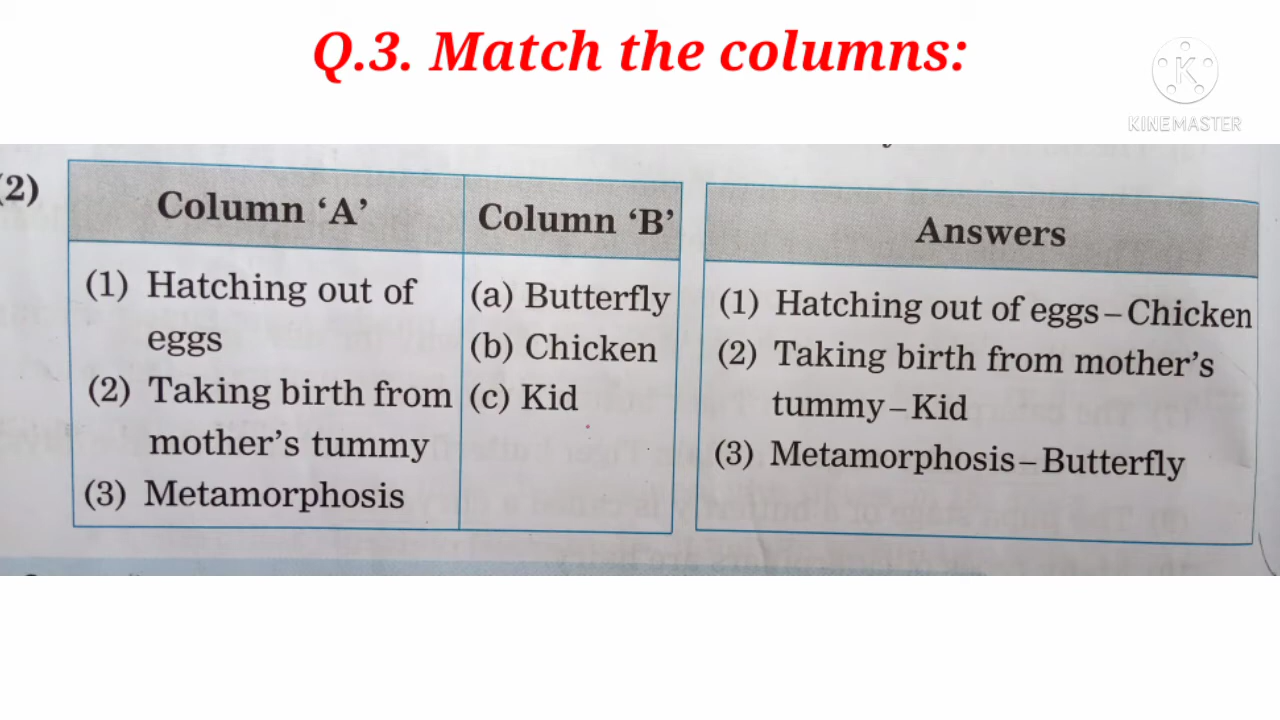 Q.3. Match the columns:
K
KINEMASTER
(2)
Column ‘A’
Column ‘B’
(1) Hatching out of
eggs
(2) Taking birth from
mother’s tummy
(3) Metamorphosis
(a) Butterfly
(b) Chicken
(c) Kid
Answers
(1) Hatching out of eggs – Chicken
(2) Taking birth from mother’s
tummy – Kid
(3) Metamorphosis – Butterfly